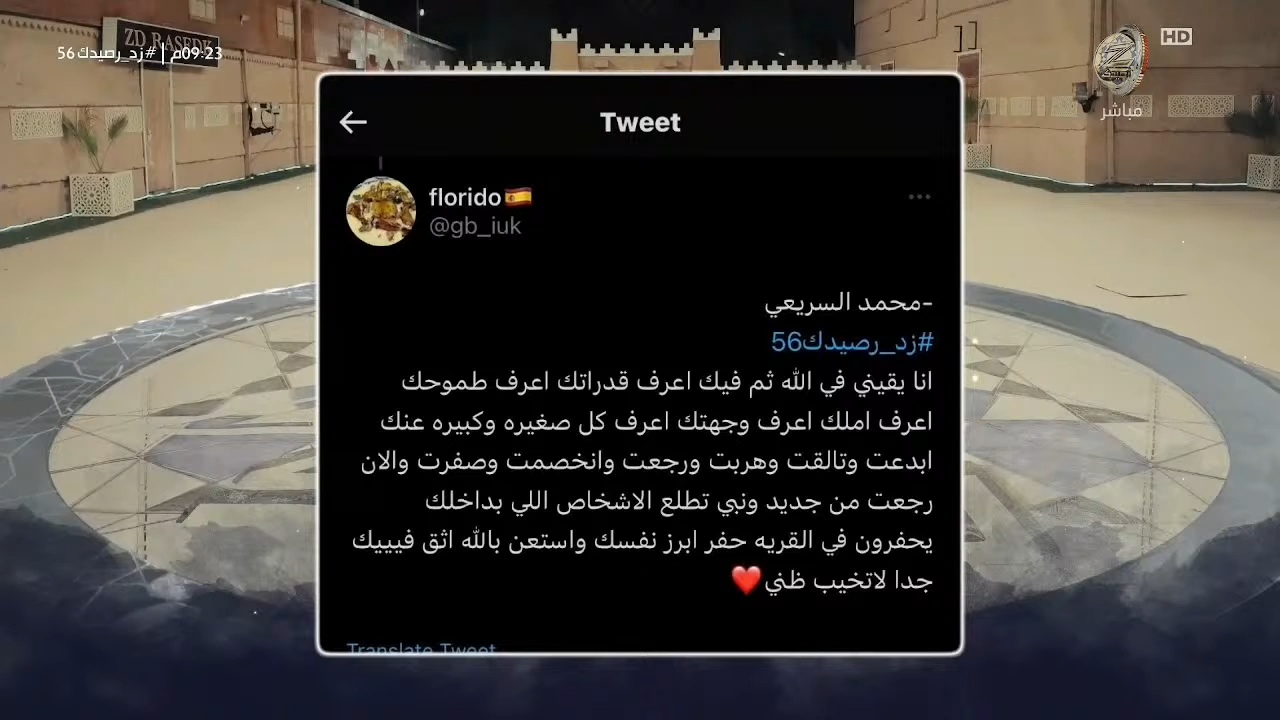 ZD RASEDK
09:23م | #زد_رصيدك56
HD
مباشر
Tweet
florido🇪🇸
@gb_iuk
-محمد السريعي
#زد_رصيدك56
انا يقيني في الله ثم فيك اعرف قدراتك اعرف طموحك
اعرف املك اعرف وجهتك اعرف كل صغيره وكبيره عنك
ابدعت وتالقت وهربت ورجعت وانخصمت وصفرت والان
رجعت من جديد ونبي تطلع الاشخاص اللي بداخلك
يحفرون في القريه حفر ابرز نفسك واستعن بالله اثق فيييك
جدا لاتخيب ظني❤️
Translate Tweet